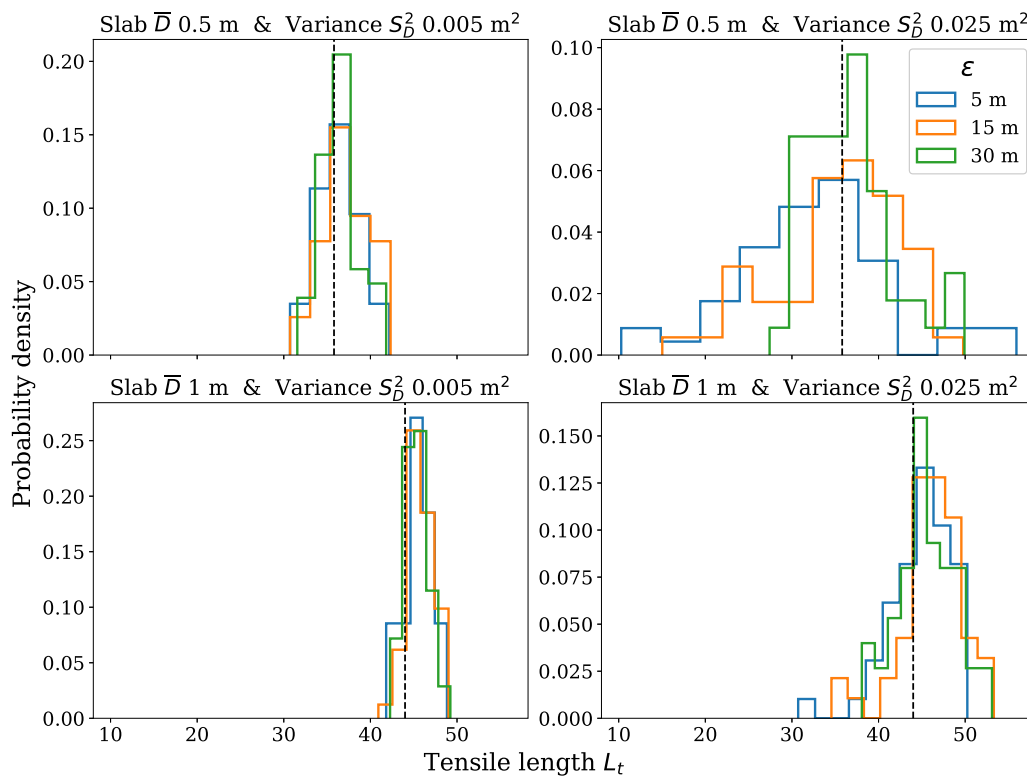 Slab D̅ 0.5 m & Variance S_D^2 0.005 m²
Slab D̅ 0.5 m & Variance S_D^2 0.025 m²
0.20
0.15
0.10
0.05
0.00
0.10
0.08
0.06
0.04
0.02
0.00
ε
5 m
15 m
30 m
Probability density
Slab D̅ 1 m & Variance S_D^2 0.005 m²
Slab D̅ 1 m & Variance S_D^2 0.025 m²
0.25
0.20
0.15
0.10
0.05
0.00
0.150
0.125
0.100
0.075
0.050
0.025
0.000
10 20 30 40 50
10 20 30 40 50
Tensile length L_t